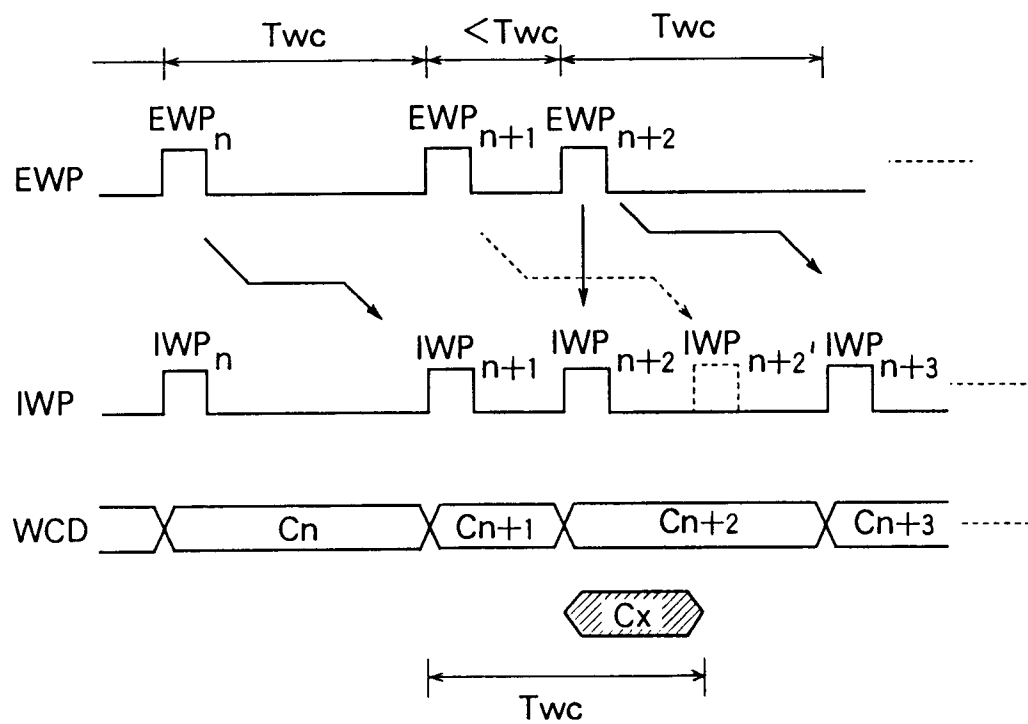 Twc <Twc Twc
EWPn EWPn+1 EWPn+2
EWP
IWPn IWPn+1 IWPn+2 IWPn+2' IWPn+3
IWP
WCD Cn Cn+1 Cn+2 Cn+3
Cx
Twc